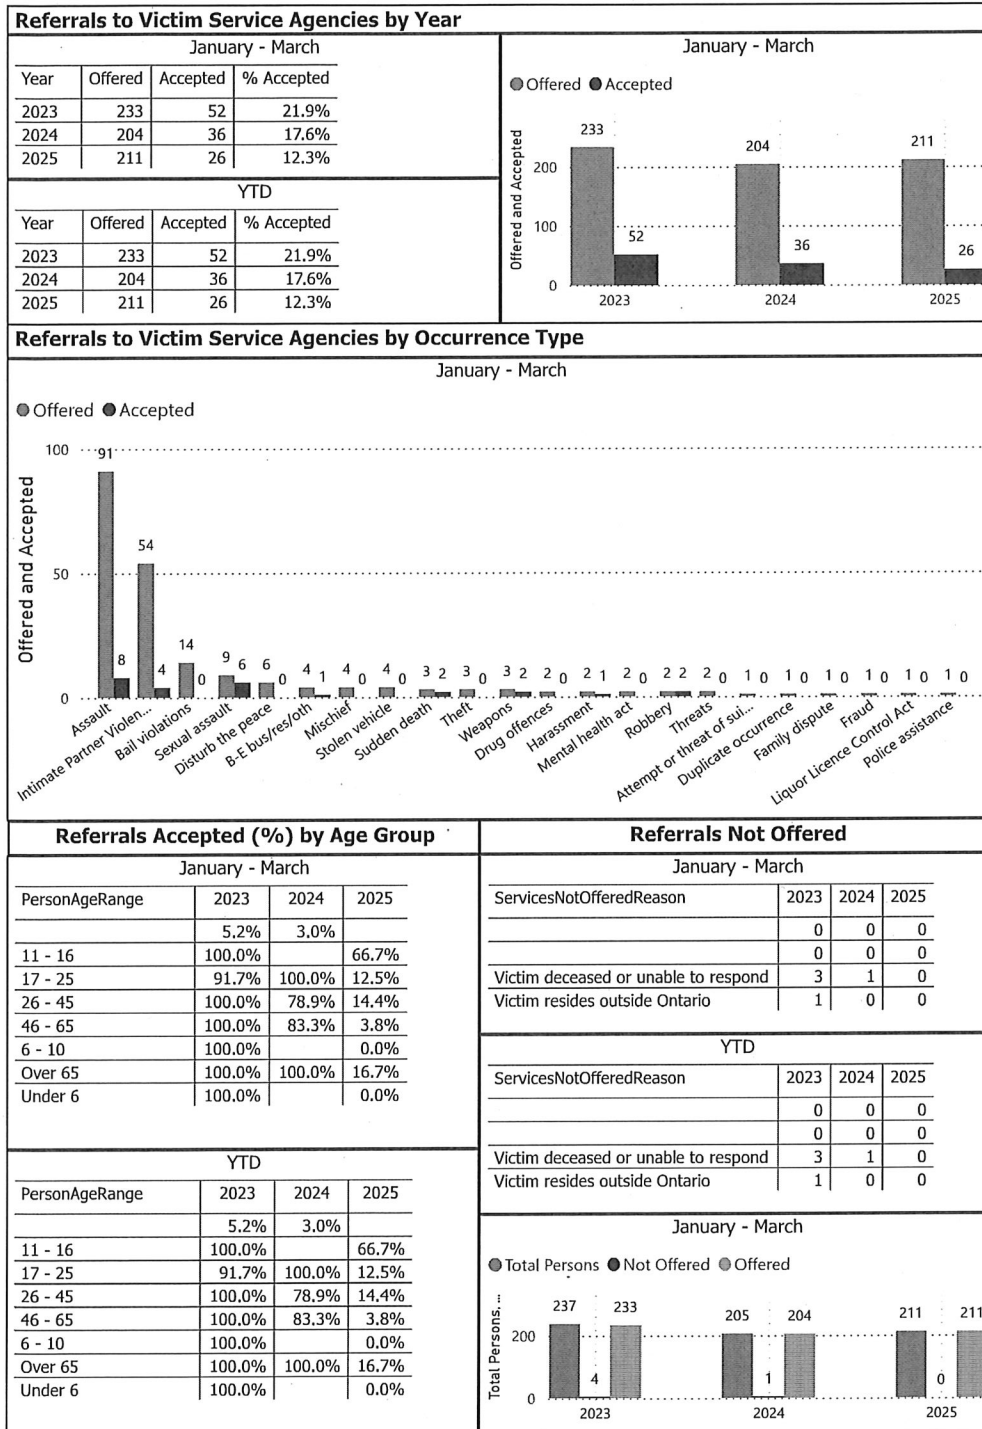 Referrals to Victim Service Agencies by Year
January - March
Year Offered Accepted % Accepted
2023 233 52 21.9%
2024 204 36 17.6%
2025 211 26 12.3%
YTD
Year Offered Accepted % Accepted
2023 233 52 21.9%
2024 204 36 17.6%
2025 211 26 12.3%
January - March
Offered Accepted
Offered and Accepted
200
100
0
233 52
204 36
211 26
2023 2024 2025
Referrals to Victim Service Agencies by Occurrence Type
January - March
Offered Accepted
Offered and Accepted
100
50
0
91 8 54 4 14 0 9 6 6 0 4 1 4 0 4 0 3 2 3 0 3 2 2 0 2 1 2 0 2 2 2 0 1 0 1 0 1 0 1 0 1 0 1 0
Assault
Intimate Partner Violen...
Bail violations
Sexual assault
Disturb the peace
B-E bus/res/oth
Mischief
Stolen vehicle
Sudden death
Theft
Weapons
Drug offences
Harassment
Mental health act
Robbery
Threats
Attempt or threat of sui...
Duplicate occurrence
Family dispute
Fraud
Liquor Licence Control Act
Police assistance
Referrals Accepted (%) by Age Group
January - March
PersonAgeRange 2023 2024 2025
5.2% 3.0%
11 - 16 100.0% 66.7%
17 - 25 91.7% 100.0% 12.5%
26 - 45 100.0% 78.9% 14.4%
46 - 65 100.0% 83.3% 3.8%
6 - 10 100.0% 0.0%
Over 65 100.0% 100.0% 16.7%
Under 6 100.0% 0.0%
YTD
PersonAgeRange 2023 2024 2025
5.2% 3.0%
11 - 16 100.0% 66.7%
17 - 25 91.7% 100.0% 12.5%
26 - 45 100.0% 78.9% 14.4%
46 - 65 100.0% 83.3% 3.8%
6 - 10 100.0% 0.0%
Over 65 100.0% 100.0% 16.7%
Under 6 100.0% 0.0%
Referrals Not Offered
January - March
ServicesNotOfferedReason 2023 2024 2025
0 0 0
0 0 0
Victim deceased or unable to respond 3 1 0
Victim resides outside Ontario 1 0 0
YTD
ServicesNotOfferedReason 2023 2024 2025
0 0 0
0 0 0
Victim deceased or unable to respond 3 1 0
Victim resides outside Ontario 1 0 0
January - March
Total Persons Not Offered Offered
Total Persons, ...
200
0
237 4 233
205 1 204
211 0 211
2023 2024 2025